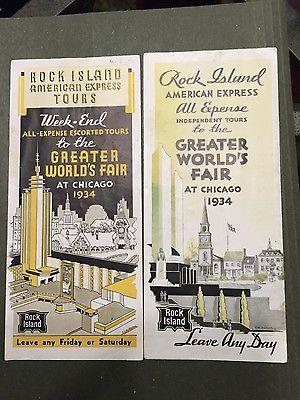 ROCK ISLAND
AMERICAN EXPRESS
TOURS
Week-End
ALL-EXPENSE ESCORTED TOURS
to the
GREATER
WORLD'S FAIR
AT CHICAGO
1934
Rock
Island
Leave any Friday or Saturday
Rock Island
AMERICAN EXPRESS
All Expense
INDEPENDENT TOURS
to the
GREATER
WORLD'S
FAIR
AT CHICAGO
1934
Rock
Island
Leave Any Day